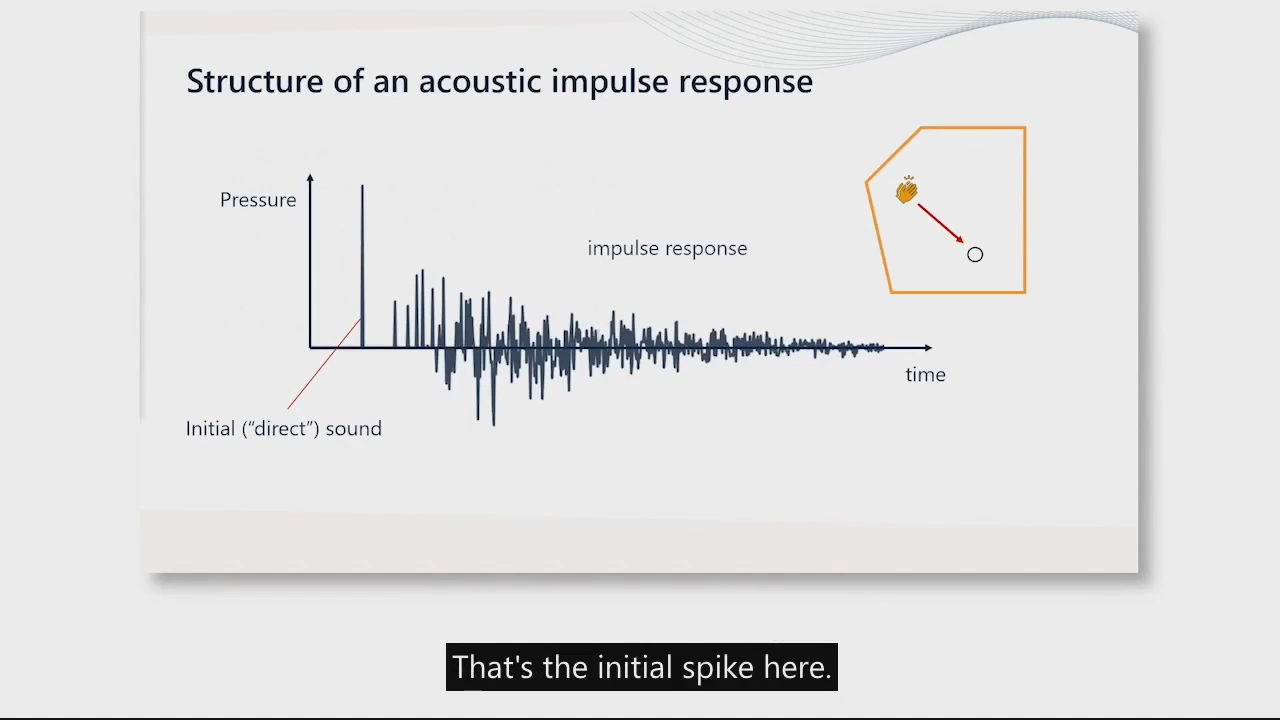 Structure of an acoustic impulse response
Pressure
impulse response
time
Initial (“direct”) sound
That's the initial spike here.